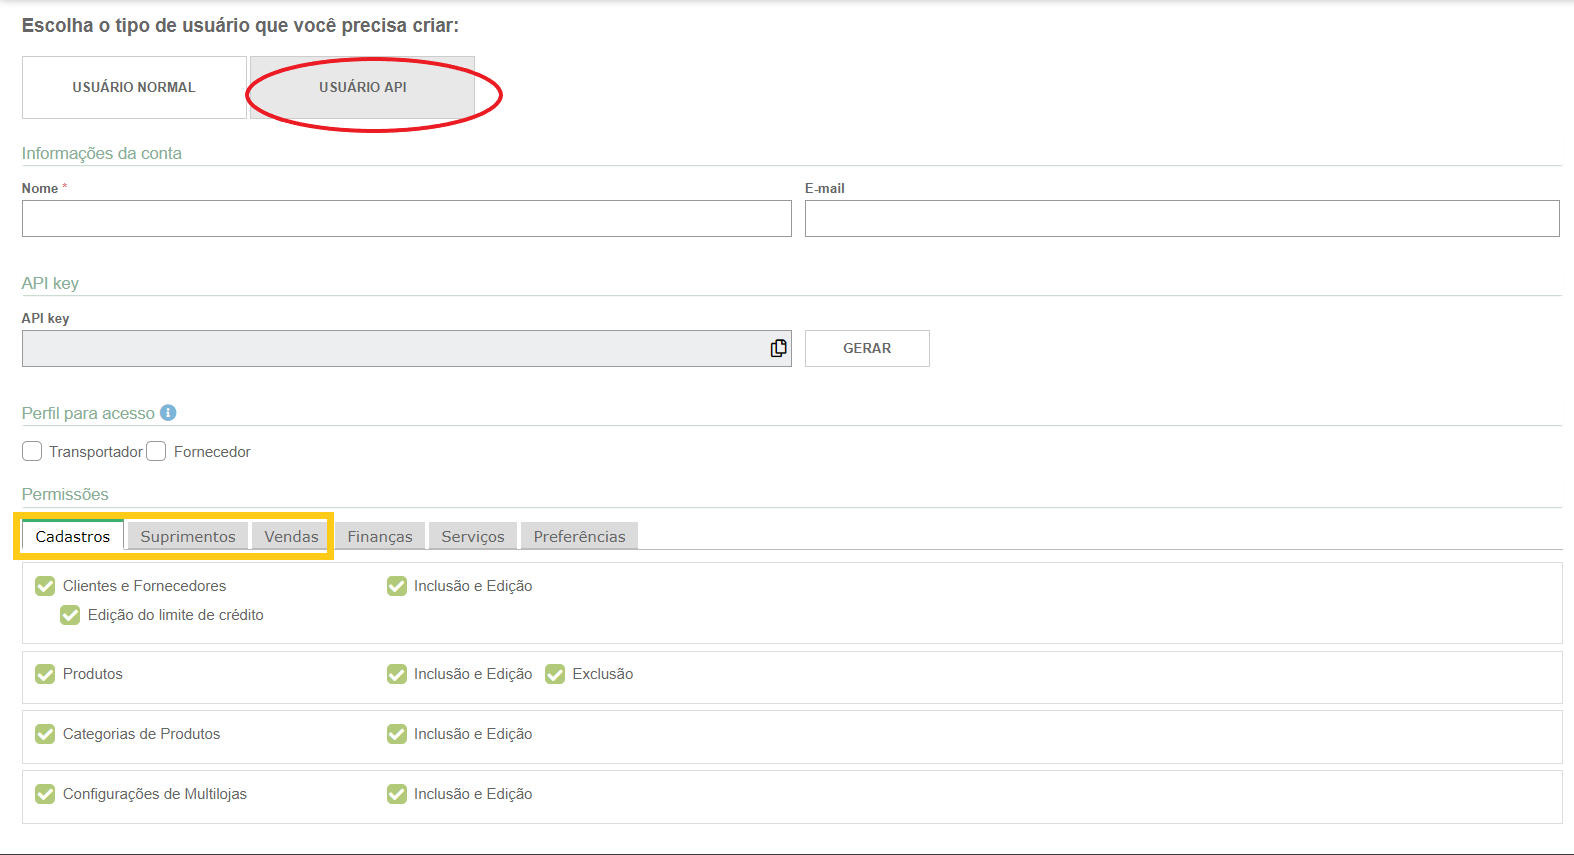 Escolha o tipo de usuário que você precisa criar:
USUÁRIO NORMAL USUÁRIO API
Informações da conta
Nome * E-mail
API key
API key
GERAR
Perfil para acesso
Transportador Fornecedor
Permissões
Cadastros Suprimentos Vendas Finanças Serviços Preferências
Clientes e Fornecedores Inclusão e Edição
Edição do limite de crédito
Produtos Inclusão e Edição Exclusão
Categorias de Produtos Inclusão e Edição
Configurações de Multilojas Inclusão e Edição